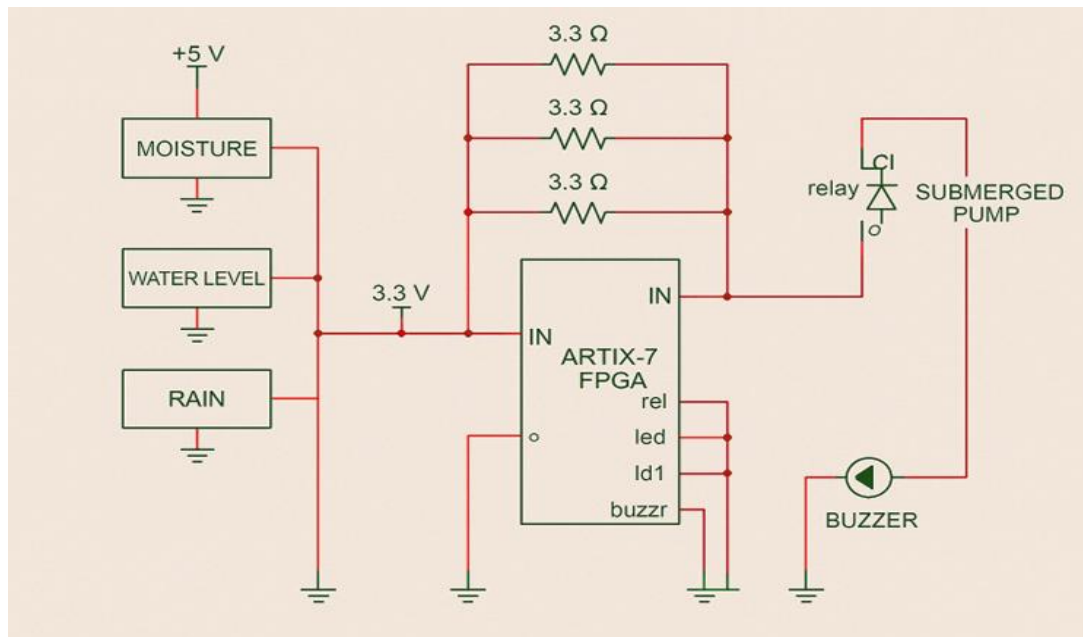 +5 V
MOISTURE
WATER LEVEL
RAIN
3.3 V
3.3 Ω
3.3 Ω
3.3 Ω
IN
IN
ARTIX-7
FPGA
rel
led
ld1
buzzr
CI
relay
SUBMERGED
PUMP
BUZZER